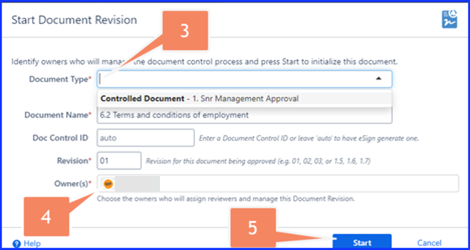 Start Document Revision
3
Identify owners who will manage the document control process and press Start to initialize this document.
Document Type*
Controlled Document - 1. Snr Management Approval
Document Name* 6.2 Terms and conditions of employment
Doc Control ID auto Enter a Document Control ID or leave 'auto' to have eSign generate one.
Revision* 01 Revision for this document being approved (e.g. 01, 02, 03, or 1.5, 1.6, 1.7)
Owner(s)*
4 Choose the owners who will assign reviewers and manage this Document Revision.
5
Help Start Cancel